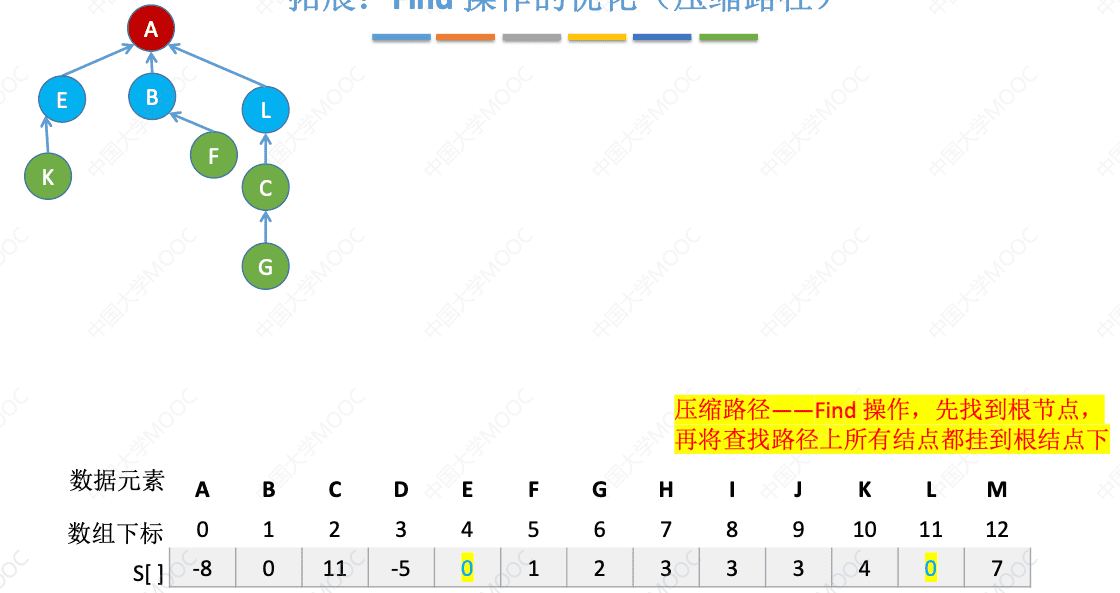 拓展：Find 操作的优化（压缩路径）
A
E
B
L
F
K
C
G
压缩路径——Find 操作，先找到根节点，
再将查找路径上所有结点都挂到根结点下
数据元素 A B C D E F G H I J K L M
数组下标 0 1 2 3 4 5 6 7 8 9 10 11 12
S[ ] -8 0 11 -5 0 1 2 3 3 3 4 0 7
中国大学MOOC